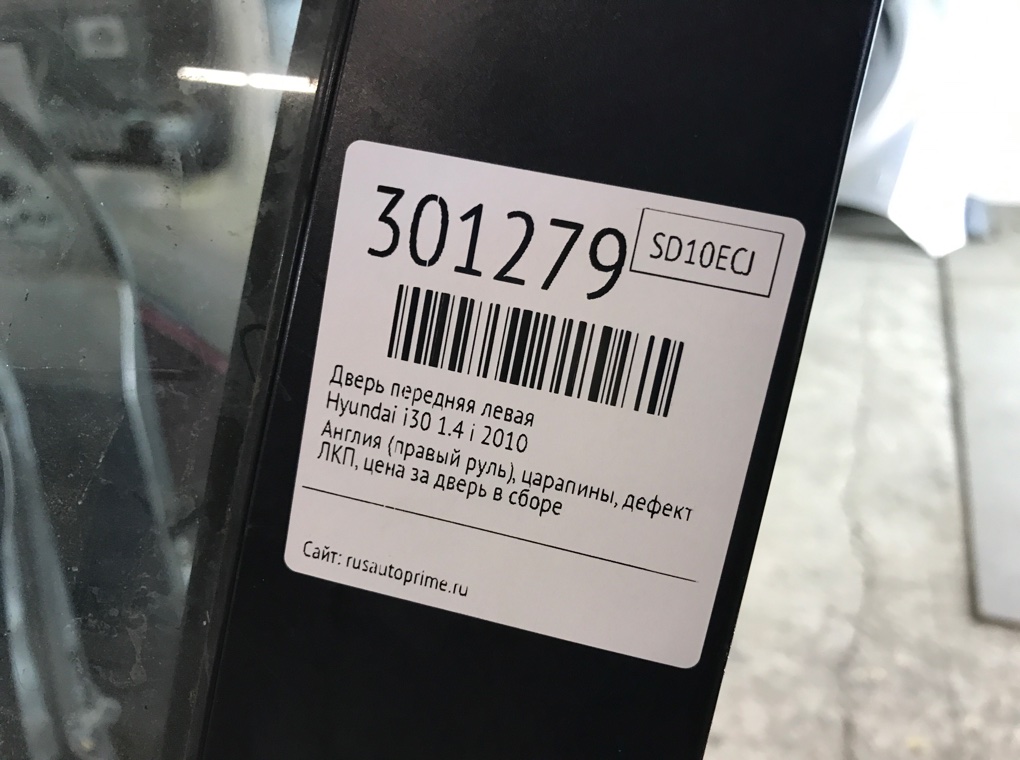 301279
SD10ECJ
Дверь передняя левая
Hyundai i30 1.4 i 2010
Англия (правый руль), царапины, дефект
ЛКП, цена за дверь в сборе
Сайт: rusautoprime.ru